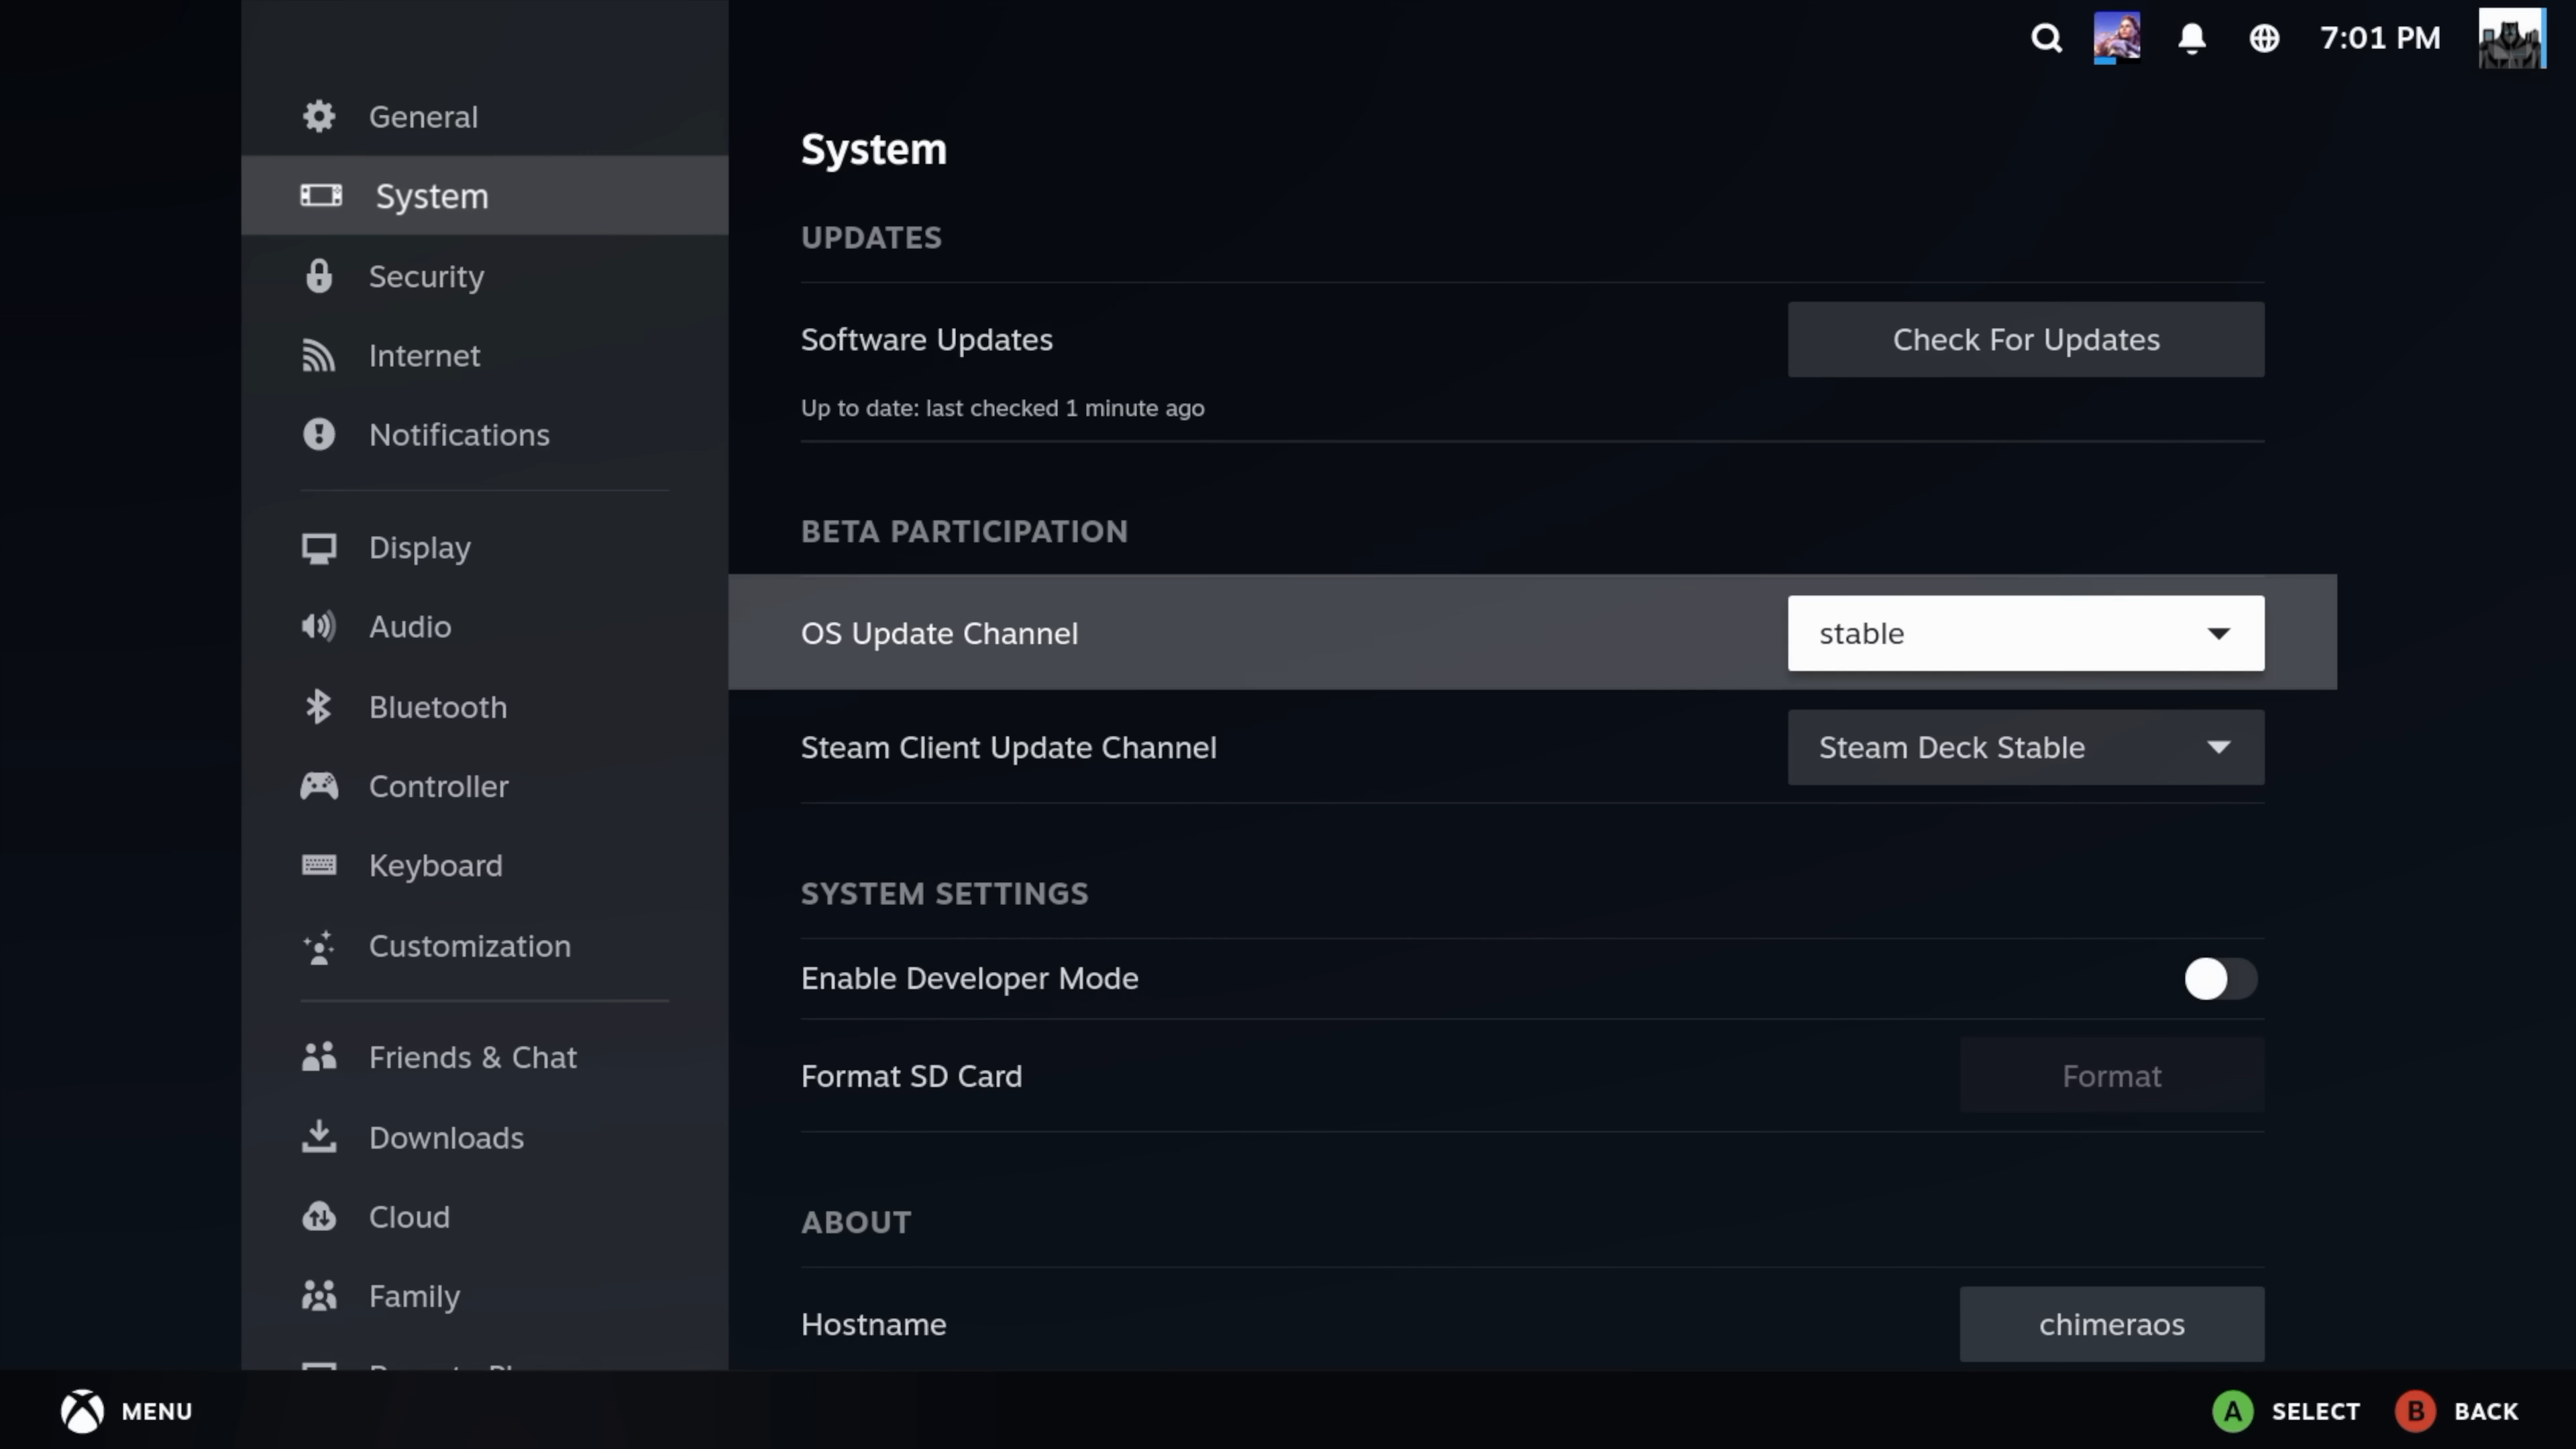 7:01 PM
General
System
Security
Internet
Notifications
Display
Audio
Bluetooth
Controller
Keyboard
Customization
Friends & Chat
Downloads
Cloud
Family
System
UPDATES
Software Updates
Check For Updates
Up to date: last checked 1 minute ago
BETA PARTICIPATION
OS Update Channel
stable
Steam Client Update Channel
Steam Deck Stable
SYSTEM SETTINGS
Enable Developer Mode
Format SD Card
Format
ABOUT
Hostname
chimeraos
MENU
A SELECT
B BACK